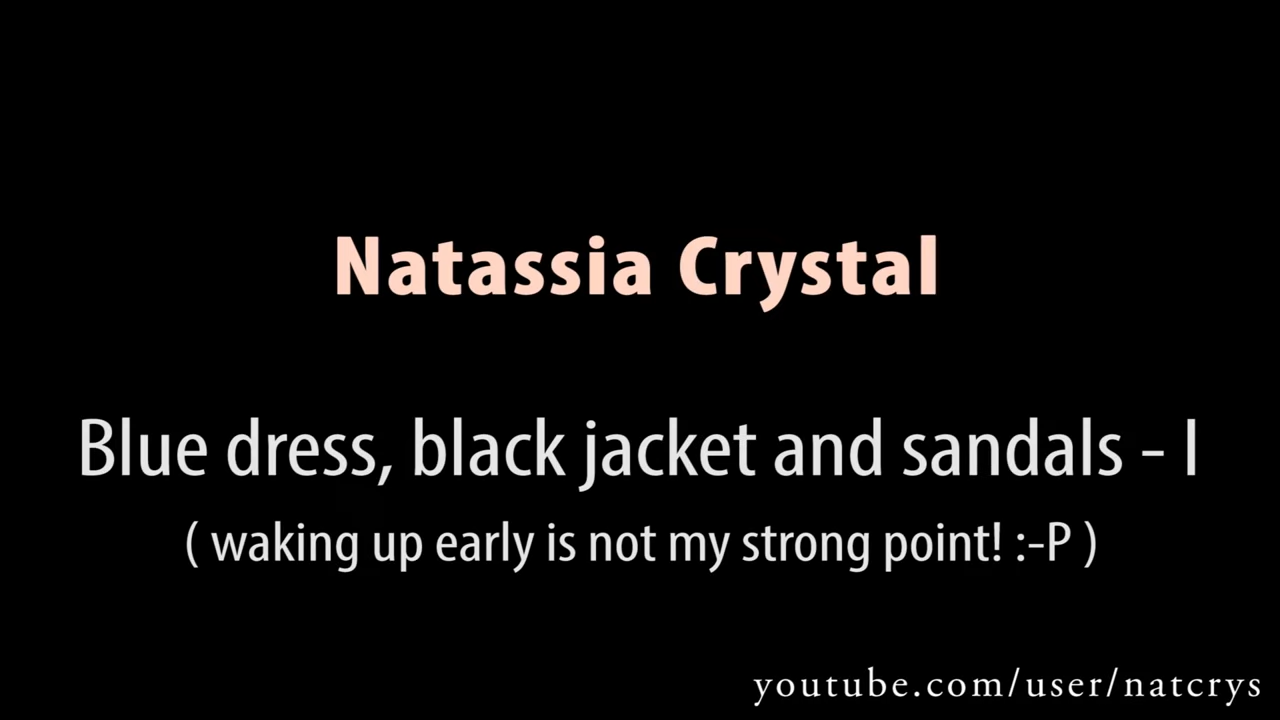 Natassia Crystal
Blue dress, black jacket and sandals - I
( waking up early is not my strong point! :-P )
youtube.com/user/natcrys